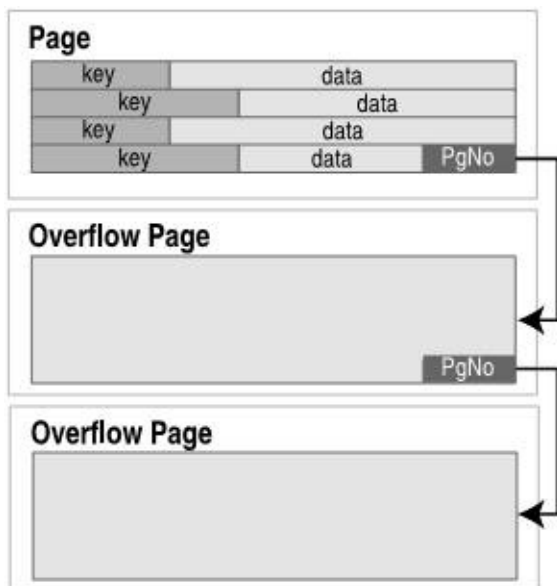 Page
key data
key data
key data
key data PgNo
Overflow Page
PgNo
Overflow Page